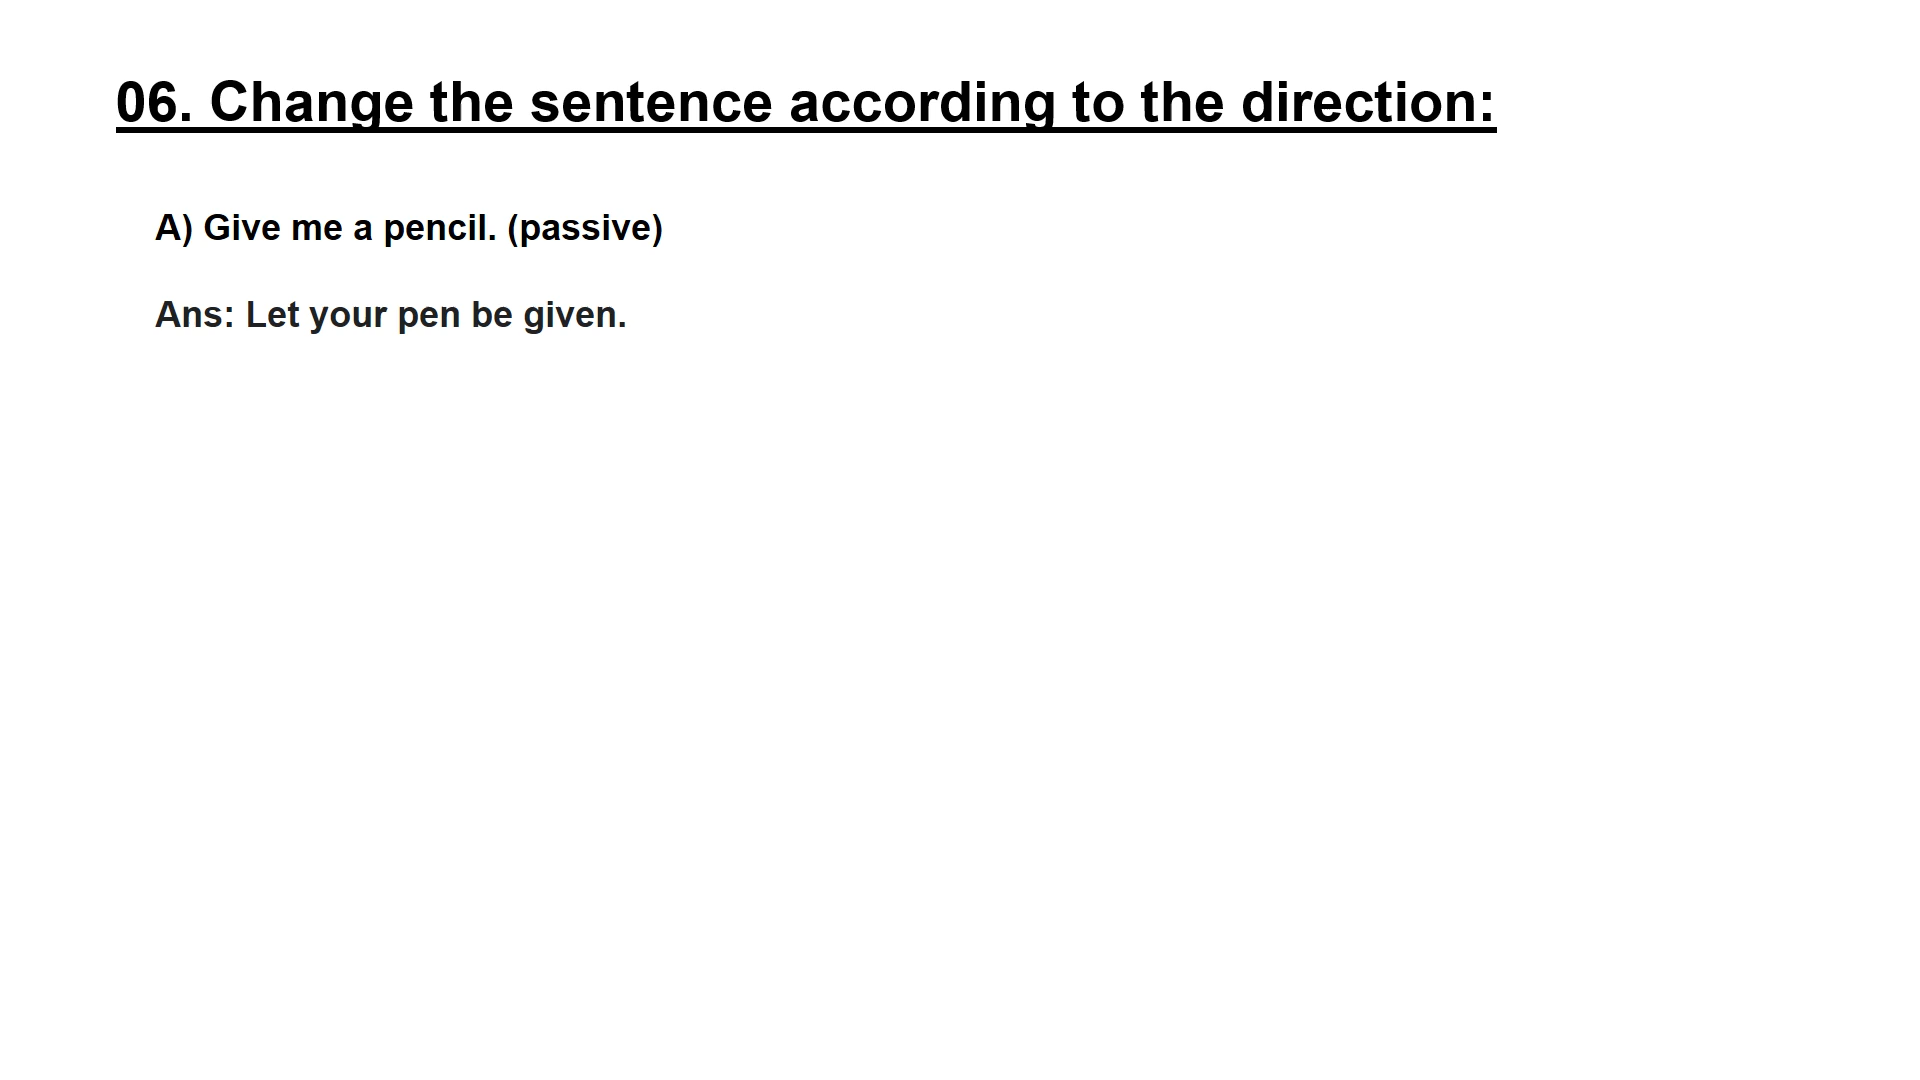 06. Change the sentence according to the direction:
A) Give me a pencil. (passive)
Ans: Let your pen be given.